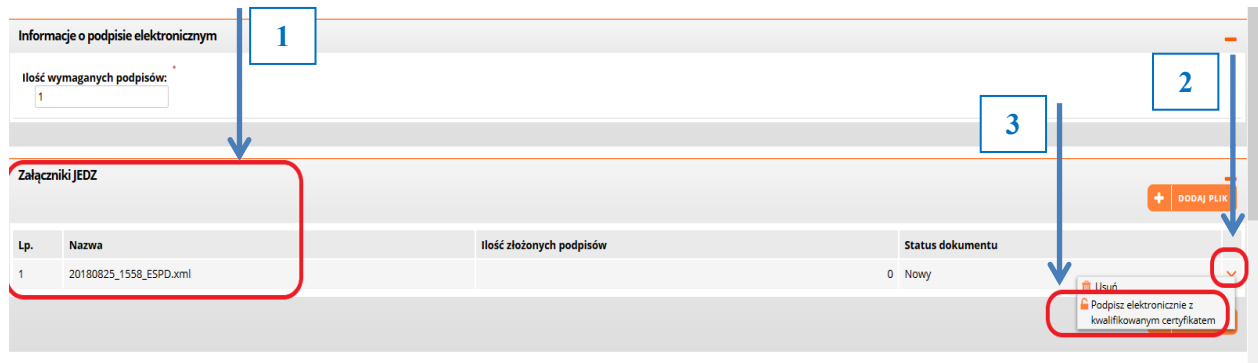 Informacje o podpisie elektronicznym
1
Ilość wymaganych podpisów: *
1
2
3
Załączniki JEDZ
+ DODAJ PLIK
Lp. Nazwa Ilość złożonych podpisów Status dokumentu
1 20180825_1558_ESPD.xml 0 Nowy
Usuń
Podpisz elektronicznie z
kwalifikowanym certyfikatem